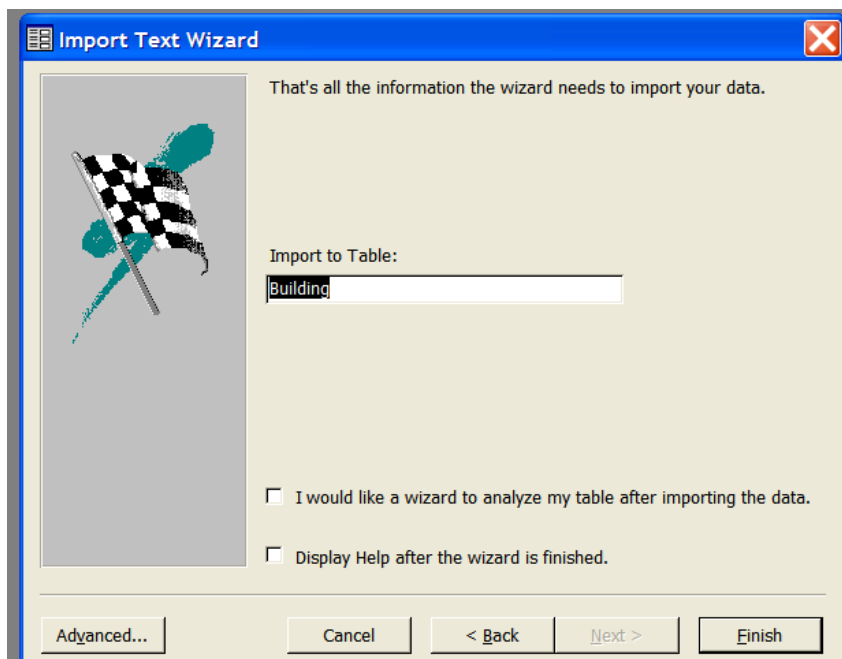 Import Text Wizard
That's all the information the wizard needs to import your data.
Import to Table:
Building
I would like a wizard to analyze my table after importing the data.
Display Help after the wizard is finished.
Advanced... Cancel < Back Next > Finish